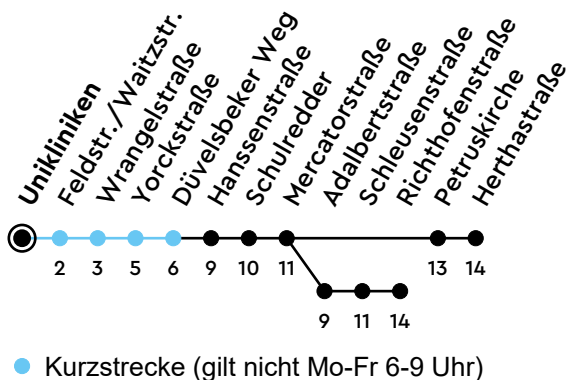 Unikliniken
Feldstr./Waitzstr.
Wrangelstraße
Yorckstraße
Düvelsbeker Weg
Hanssenstraße
Schulredder
Mercatorstraße
Adalbertstraße
Schleusenstraße
Richthofenstraße
Petruskirche
Herthastraße
2 3 5 6 9 10 11 13 14
9 11 14
Kurzstrecke (gilt nicht Mo-Fr 6-9 Uhr)